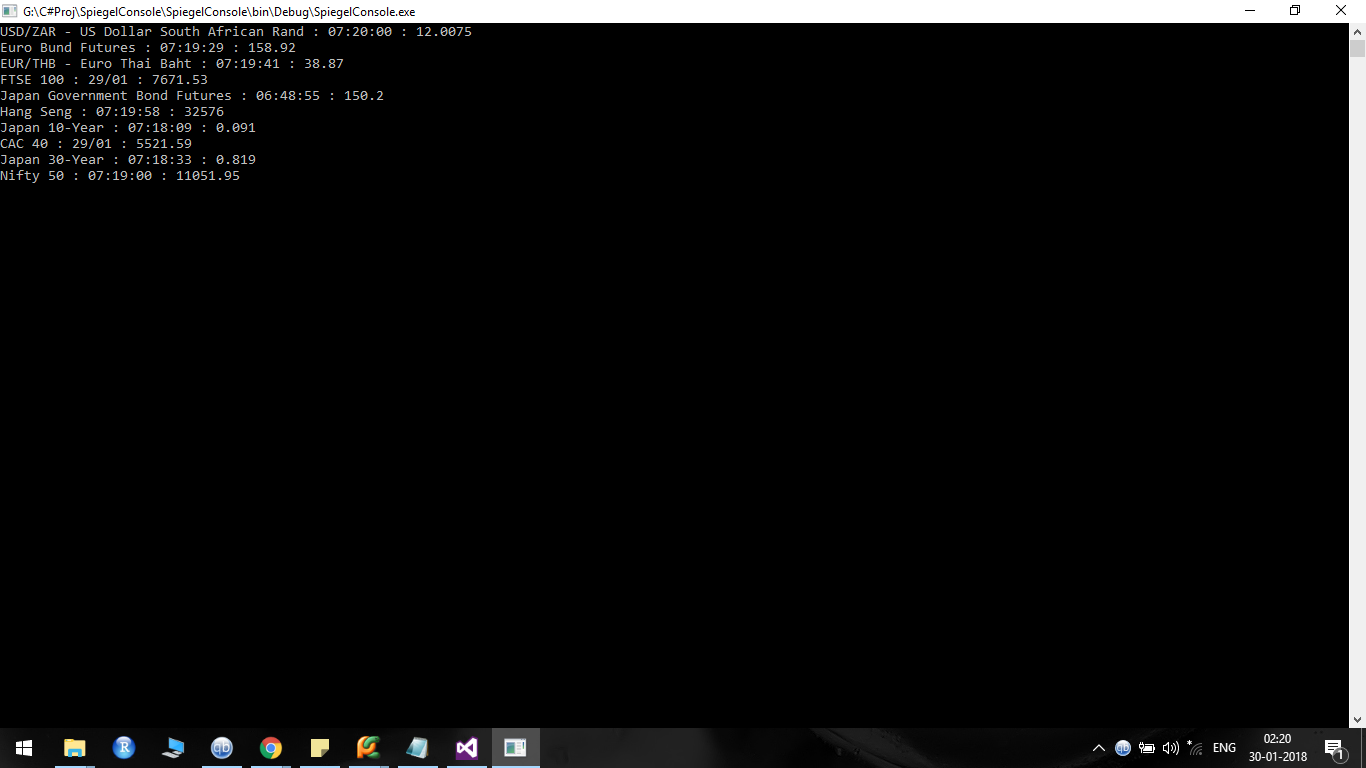 G:\C#Proj\SpiegelConsole\SpiegelConsole\bin\Debug\SpiegelConsole.exe
USD/ZAR - US Dollar South African Rand : 07:20:00 : 12.0075
Euro Bund Futures : 07:19:29 : 158.92
EUR/THB - Euro Thai Baht : 07:19:41 : 38.87
FTSE 100 : 29/01 : 7671.53
Japan Government Bond Futures : 06:48:55 : 150.2
Hang Seng : 07:19:58 : 32576
Japan 10-Year : 07:18:09 : 0.091
CAC 40 : 29/01 : 5521.59
Japan 30-Year : 07:18:33 : 0.819
Nifty 50 : 07:19:00 : 11051.95
R
qb
qb
ENG
02:20
30-01-2018
1